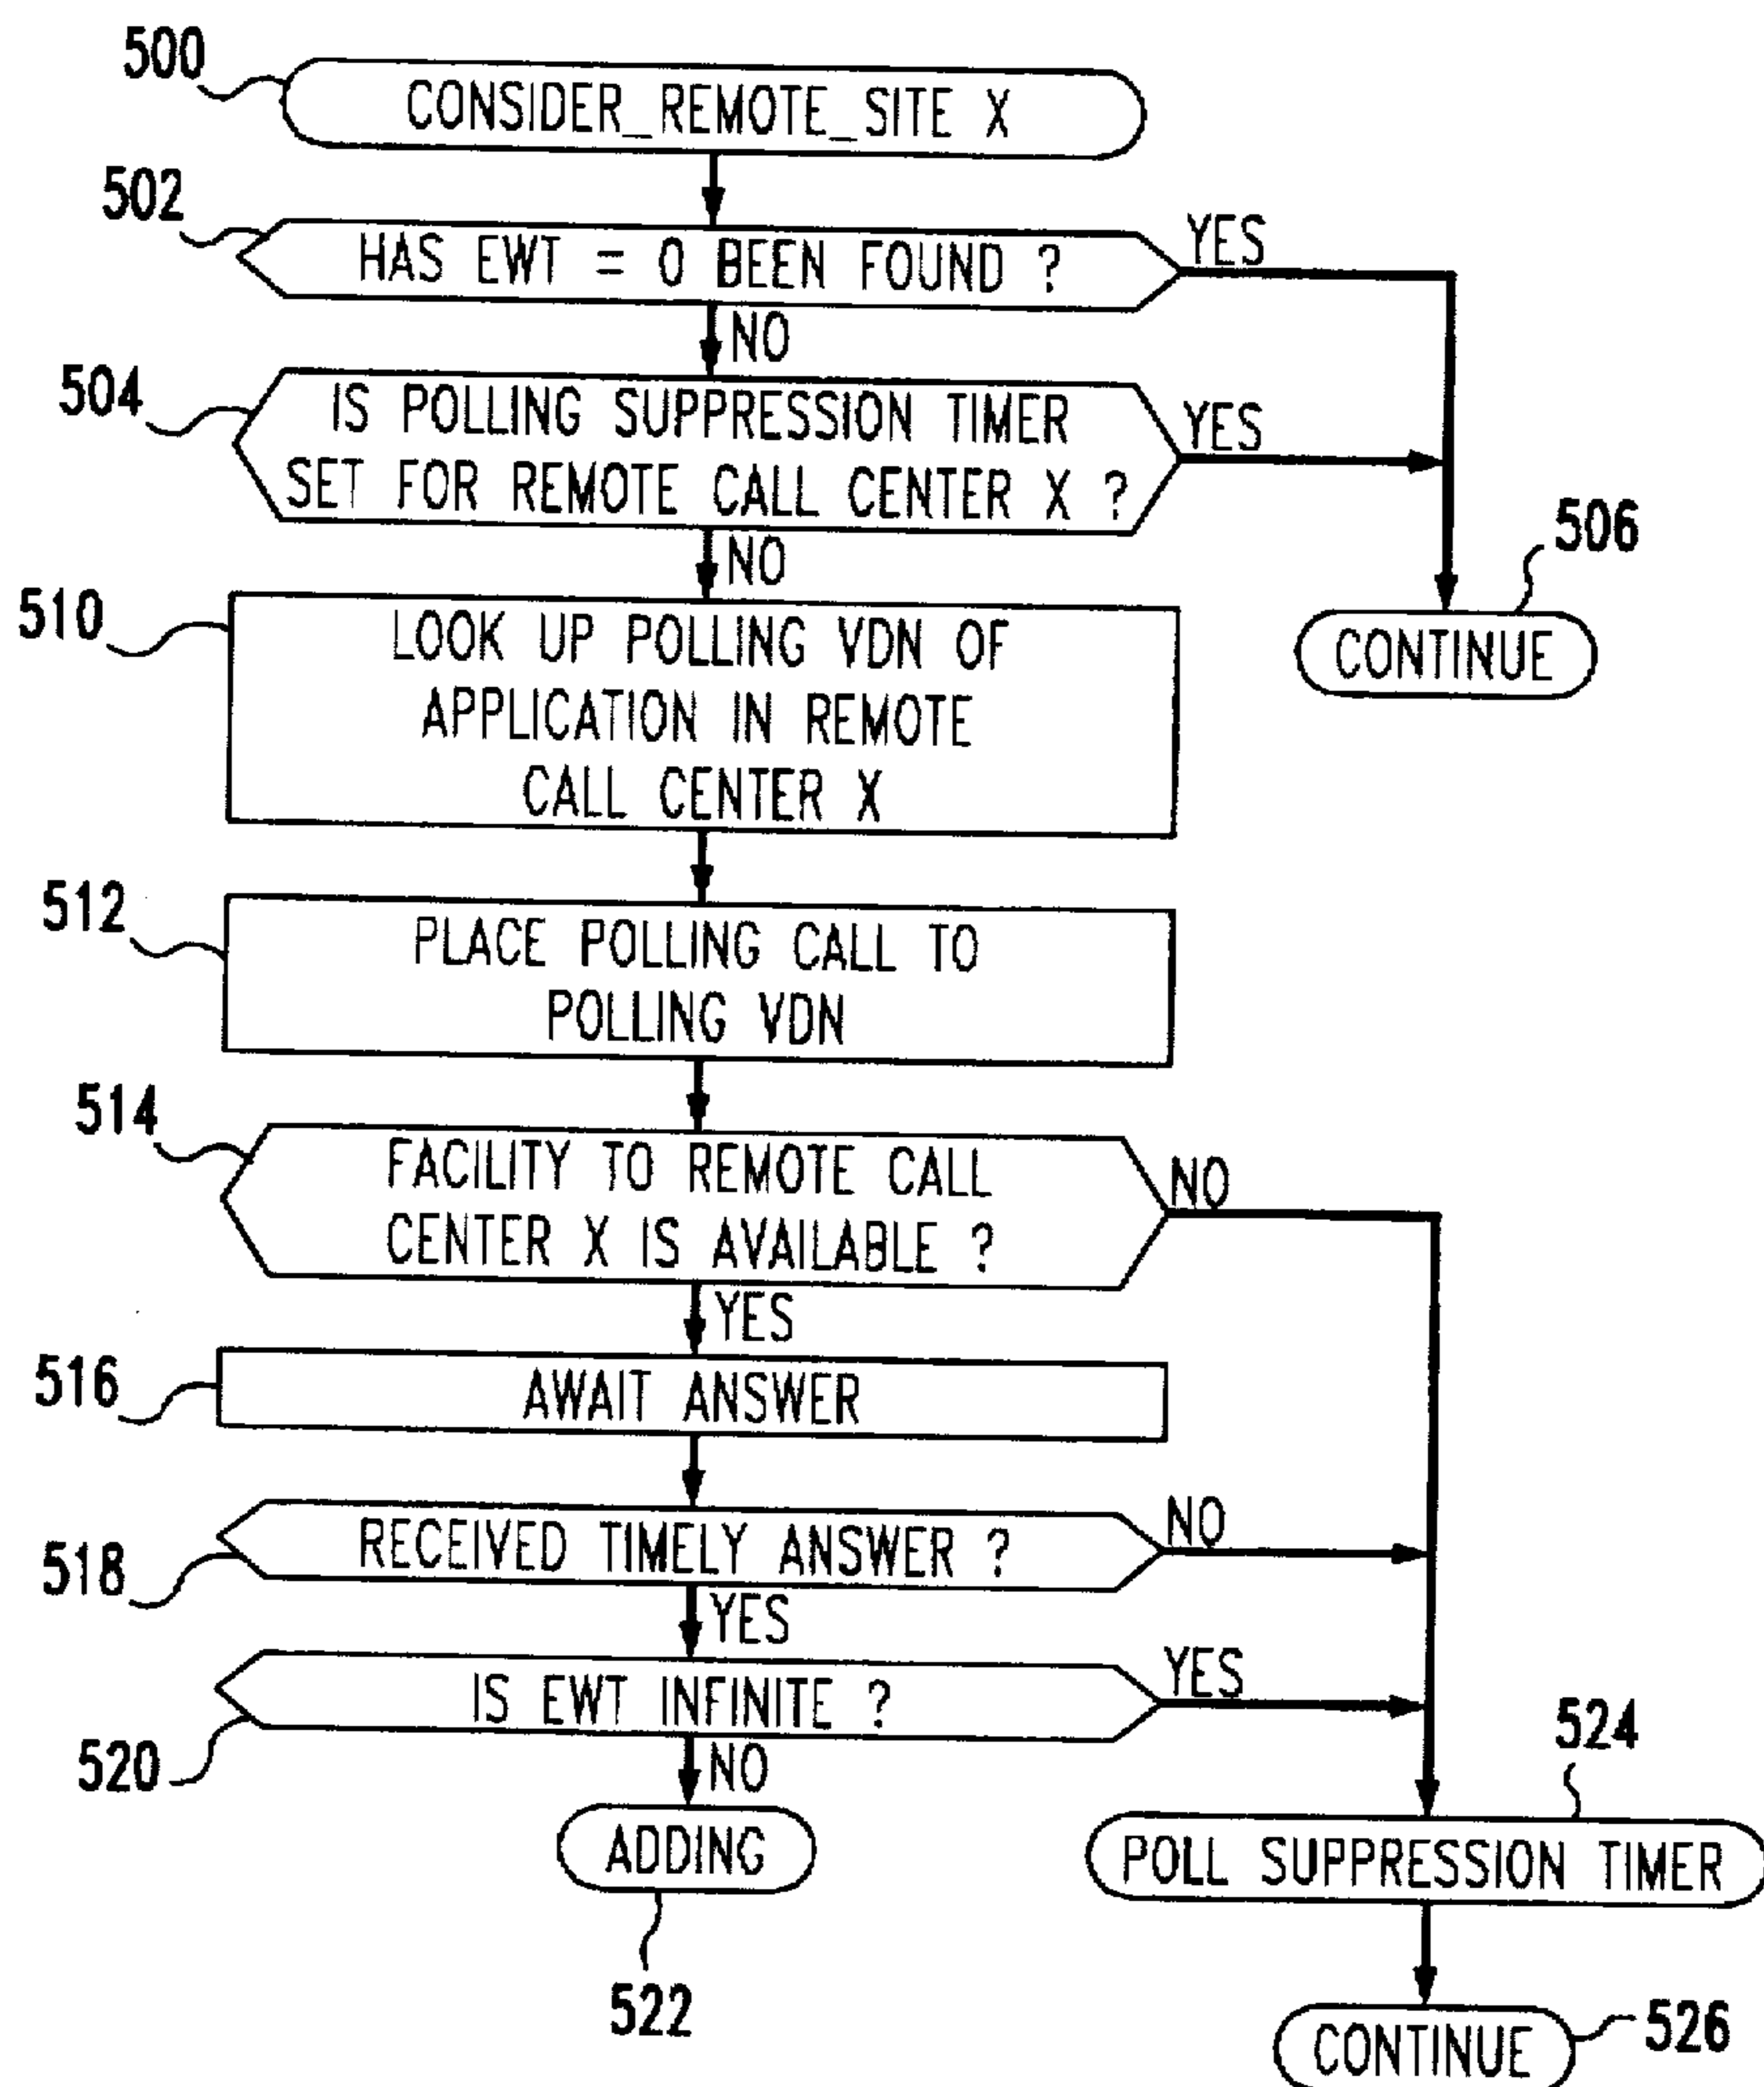 500
CONSIDER_REMOTE_SITE X
502
HAS EWT = 0 BEEN FOUND ?
YES
NO
504
IS POLLING SUPPRESSION TIMER
SET FOR REMOTE CALL CENTER X ?
YES
NO
506
CONTINUE
510
LOOK UP POLLING VDN OF
APPLICATION IN REMOTE
CALL CENTER X
512
PLACE POLLING CALL TO
POLLING VDN
514
FACILITY TO REMOTE CALL
CENTER X IS AVAILABLE ?
NO
YES
516
AWAIT ANSWER
518
RECEIVED TIMELY ANSWER ?
NO
YES
520
IS EWT INFINITE ?
YES
NO
522
ADDING
524
POLL SUPPRESSION TIMER
526
CONTINUE